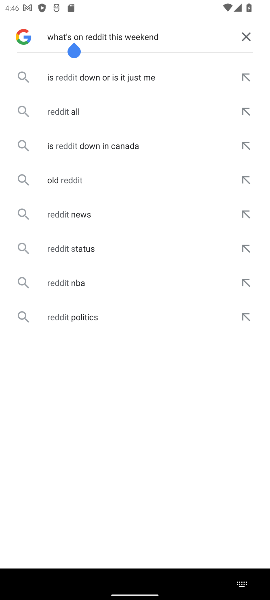 4:46
what's on reddit this weekend
is reddit down or is it just me
reddit all
is reddit down in canada
old reddit
reddit news
reddit status
reddit nba
reddit politics